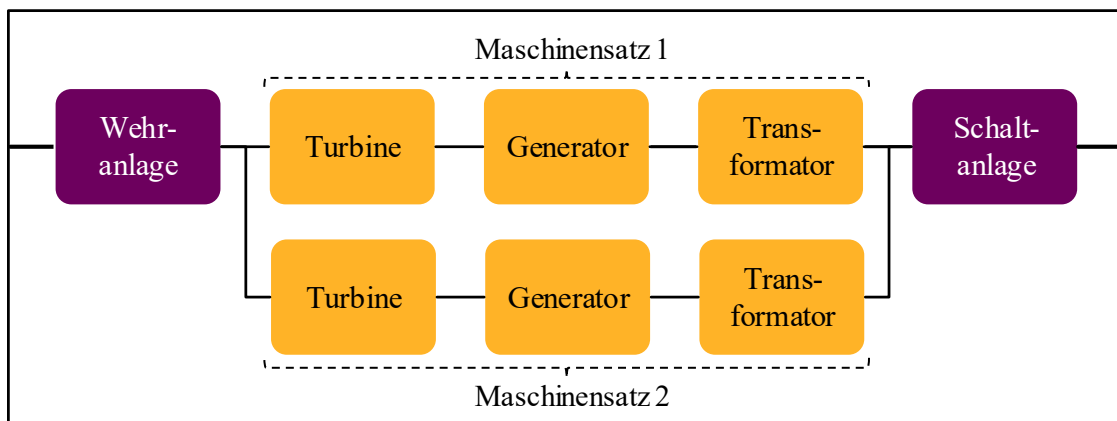 Maschinensatz 1
Wehr-
anlage
Turbine
Generator
Trans-
formator
Schalt-
anlage
Turbine
Generator
Trans-
formator
Maschinensatz 2